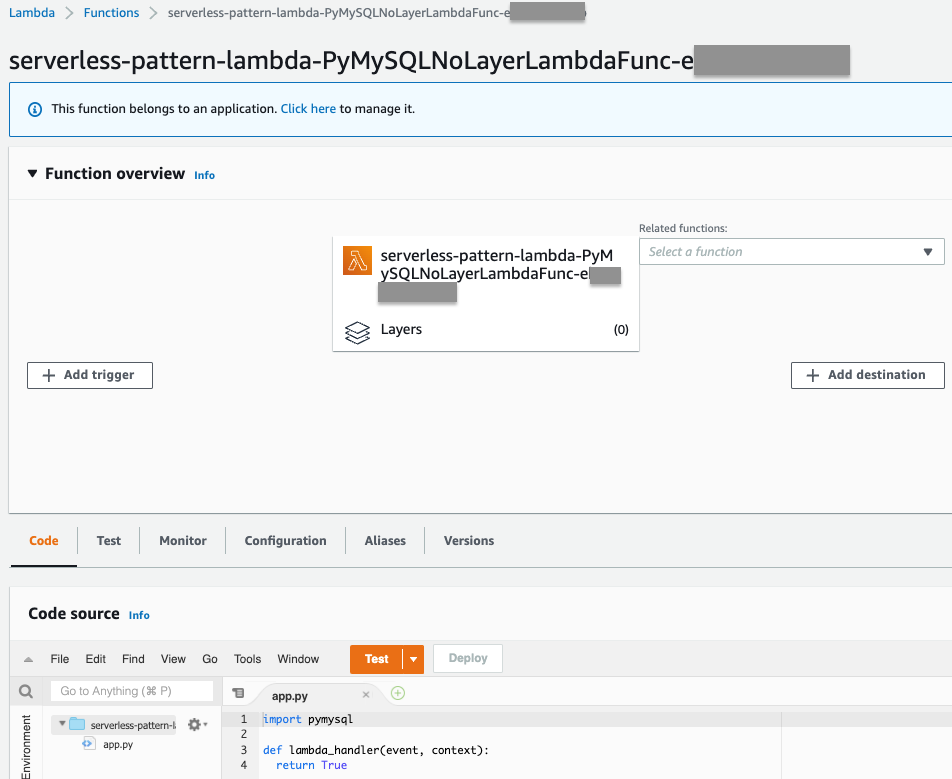 Lambda > Functions > serverless-pattern-lambda-PyMySQLNoLayerLambdaFunc-e
serverless-pattern-lambda-PyMySQLNoLayerLambdaFunc-e
This function belongs to an application. Click here to manage it.
Function overview Info
Related functions:
Select a function
serverless-pattern-lambda-PyM
ySQLNoLayerLambdaFunc-e
Layers (0)
+ Add trigger
+ Add destination
Code Test Monitor Configuration Aliases Versions
Code source Info
File Edit Find View Go Tools Window Test Deploy
Go to Anything (⌘ P)
app.py
Environment
serverless-pattern-l
app.py
1 import pymysql
2
3 def lambda_handler(event, context):
4 return True